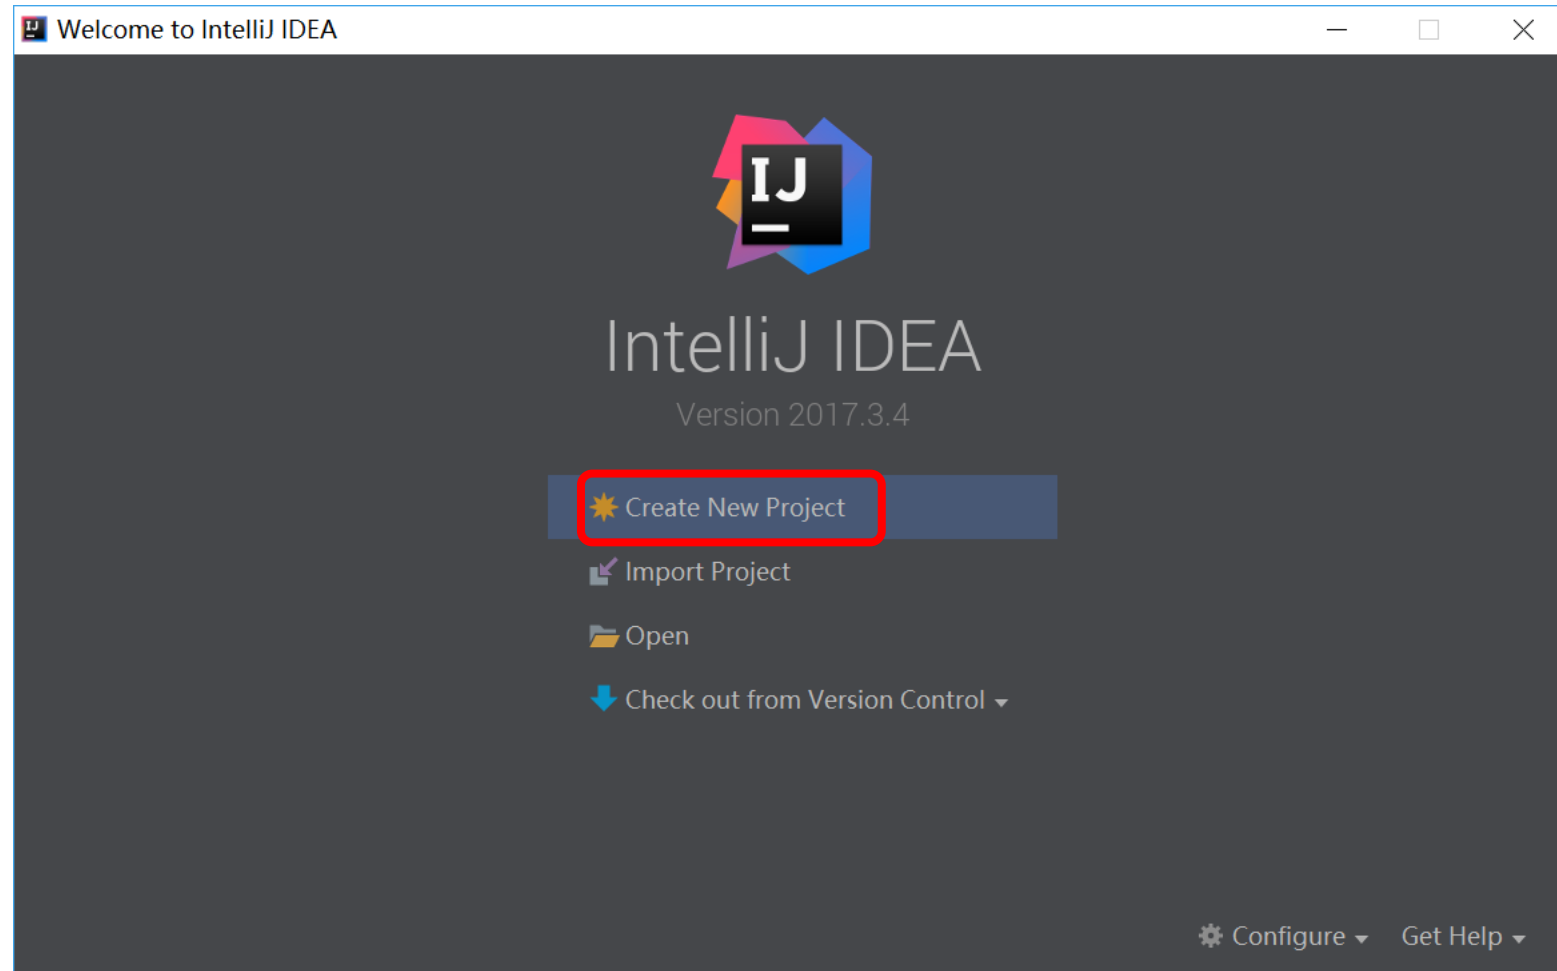 Welcome to IntelliJ IDEA
IJ
IntelliJ IDEA
Version 2017.3.4
Create New Project
Import Project
Open
Check out from Version Control
Configure Get Help